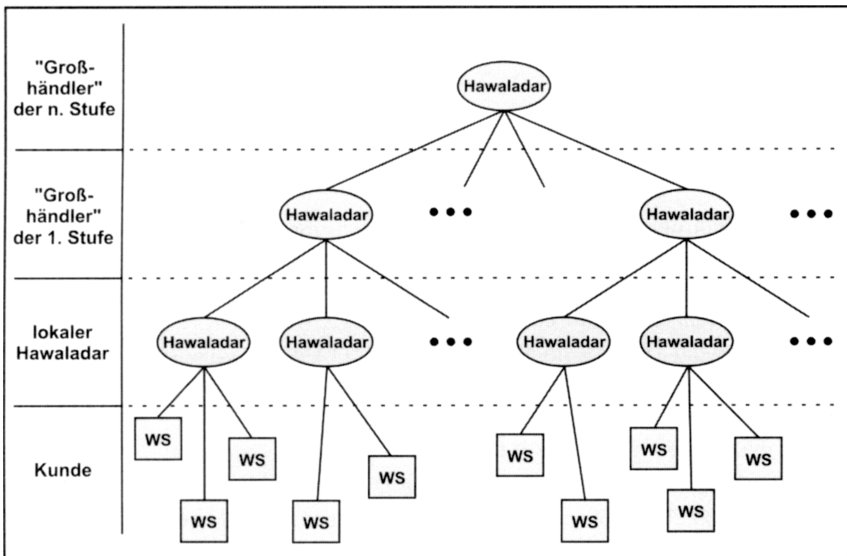 "Groß-
händler"
der n. Stufe
Hawaladar
"Groß-
händler"
der 1. Stufe
Hawaladar
•••
Hawaladar
•••
lokaler
Hawaladar
Hawaladar
Hawaladar
•••
Hawaladar
Hawaladar
•••
Kunde
WS
WS
WS
WS
WS
WS
WS
WS
WS
WS